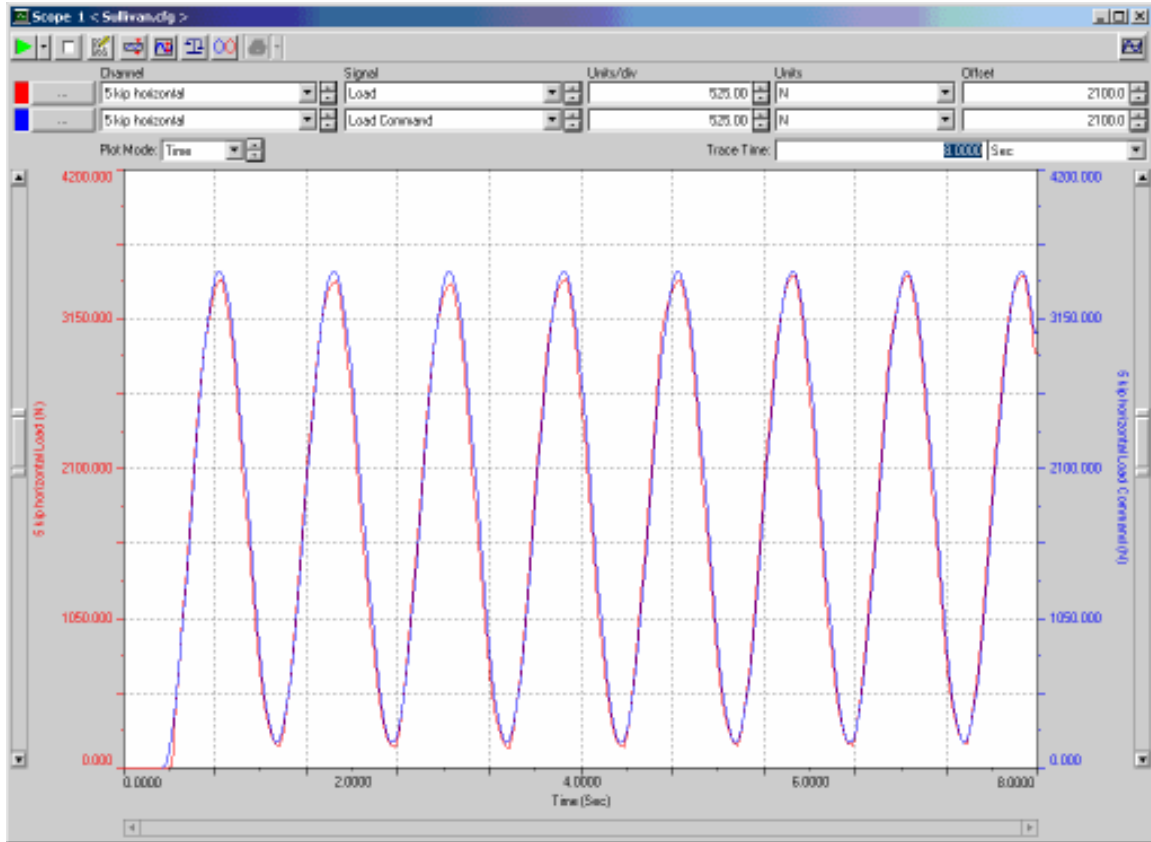 Scope 1 < Sullivan.cfg >
Channel Signal Units/div Units Offset
... 5 kip horizontal Load 525.00 N 2100.0
... 5 kip horizontal Load Command 525.00 N 2100.0
Plot Mode: Time Trace Time: 8.0000 Sec
4200.000 4200.000
3150.000 3150.000
2100.000 2100.000
1050.000 1050.000
0.000 0.000
5 kip horizontal Load (N)
5 kip horizontal Load Command (N)
0.0000 2.0000 4.0000 6.0000 8.0000
Time (Sec)